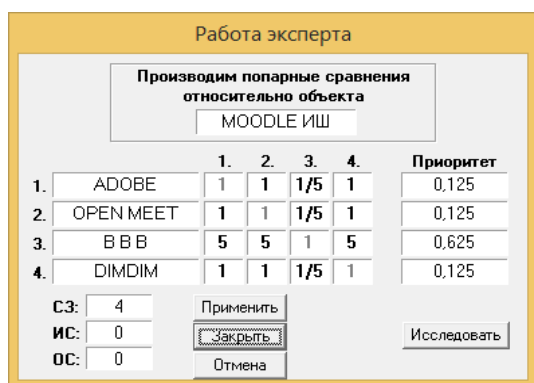 Работа эксперта
Производим попарные сравнения
относительно объекта
MOODLE ИШ
1. 2. 3. 4. Приоритет
1. ADOBE 1 1 1/5 1 0,125
2. OPEN MEET 1 1 1/5 1 0,125
3. B B B 5 5 1 5 0,625
4. DIMDIM 1 1 1/5 1 0,125
СЗ: 4 Применить
ИС: 0 Закрыть Исследовать
ОС: 0 Отмена